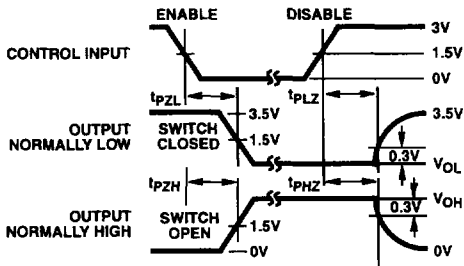 ENABLE DISABLE
CONTROL INPUT
3V
1.5V
0V
tPZL tPLZ
OUTPUT NORMALLY LOW
SWITCH CLOSED
3.5V
1.5V
3.5V
0.3V
VOL
tPZH tPHZ
OUTPUT NORMALLY HIGH
SWITCH OPEN
1.5V
0V
VOH
0.3V
0V